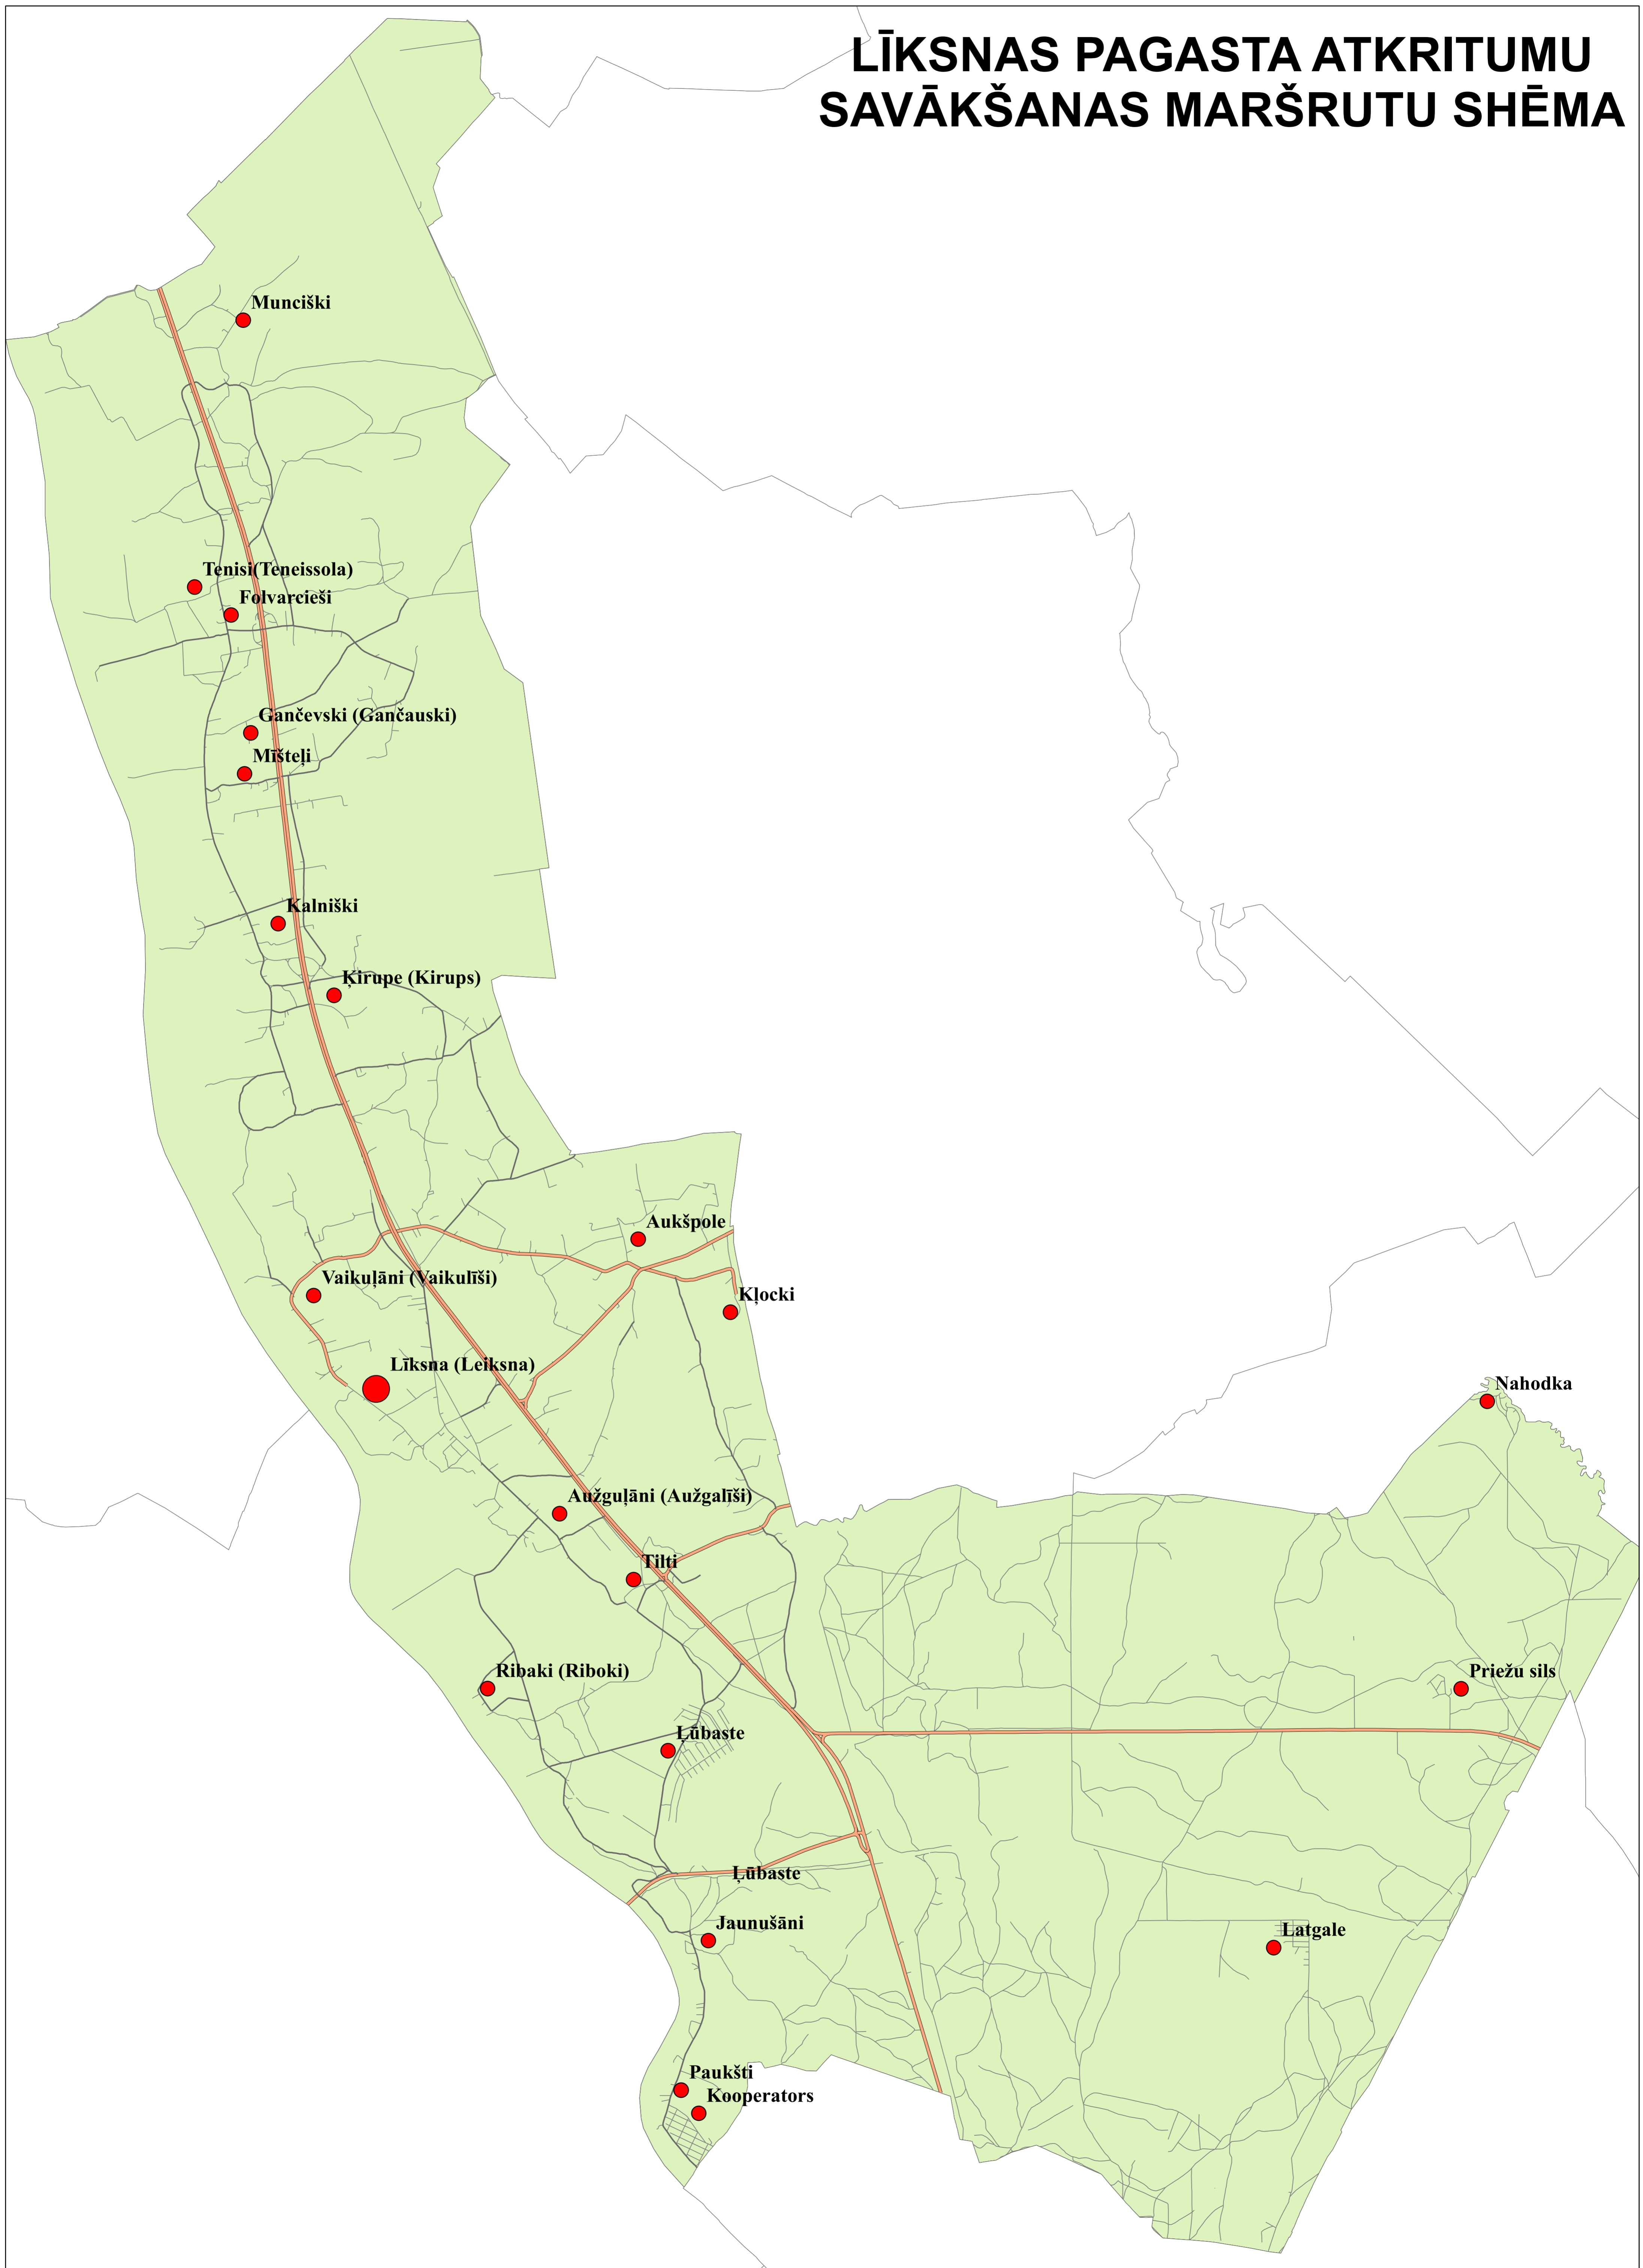 LĪKSNAS PAGASTA ATKRITUMU
SAVĀKŠANAS MARŠRUTU SHĒMA
Munciški
Tenisi(Teneissola)
Folvarcieši
Gančevski (Gančauski)
Mīšteļi
Kalniški
Ķirupe (Kirups)
Aukšpole
Vaikuļāni (Vaikulīši)
Kļocki
Līksna (Leiksna)
Nahodka
Aužguļāni (Aužgalīši)
Tilti
Ribaki (Riboki)
Priežu sils
Ļūbaste
Ļūbaste
Jaunušāni
Latgale
Paukšti
Kooperators